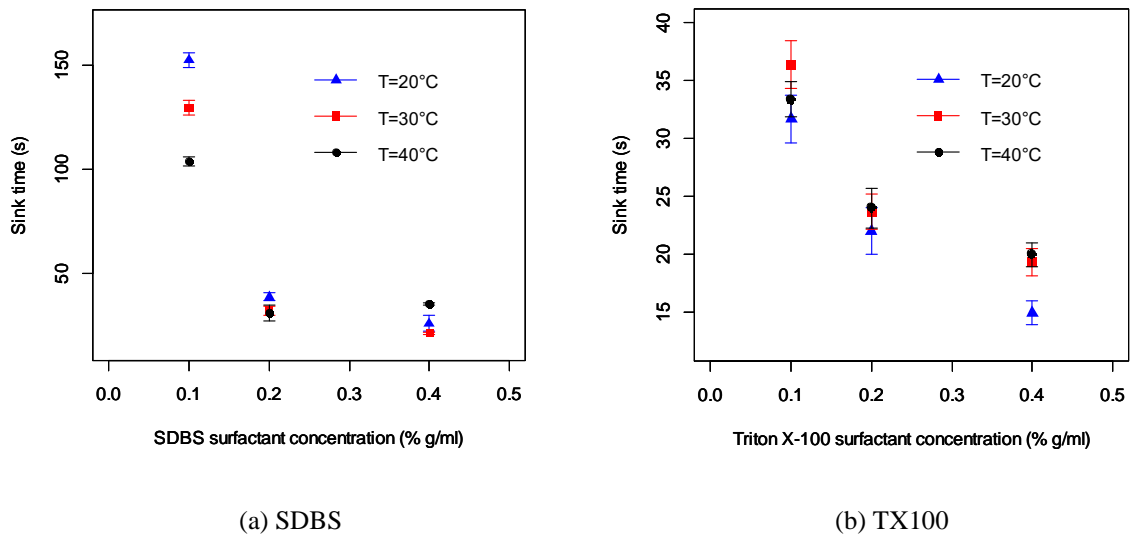 150
100
50
Sink time (s)
T=20°C
T=30°C
T=40°C
0.0 0.1 0.2 0.3 0.4 0.5
SDBS surfactant concentration (% g/ml)
(a) SDBS
40
35
30
25
20
15
Sink time (s)
T=20°C
T=30°C
T=40°C
0.0 0.1 0.2 0.3 0.4 0.5
Triton X-100 surfactant concentration (% g/ml)
(b) TX100